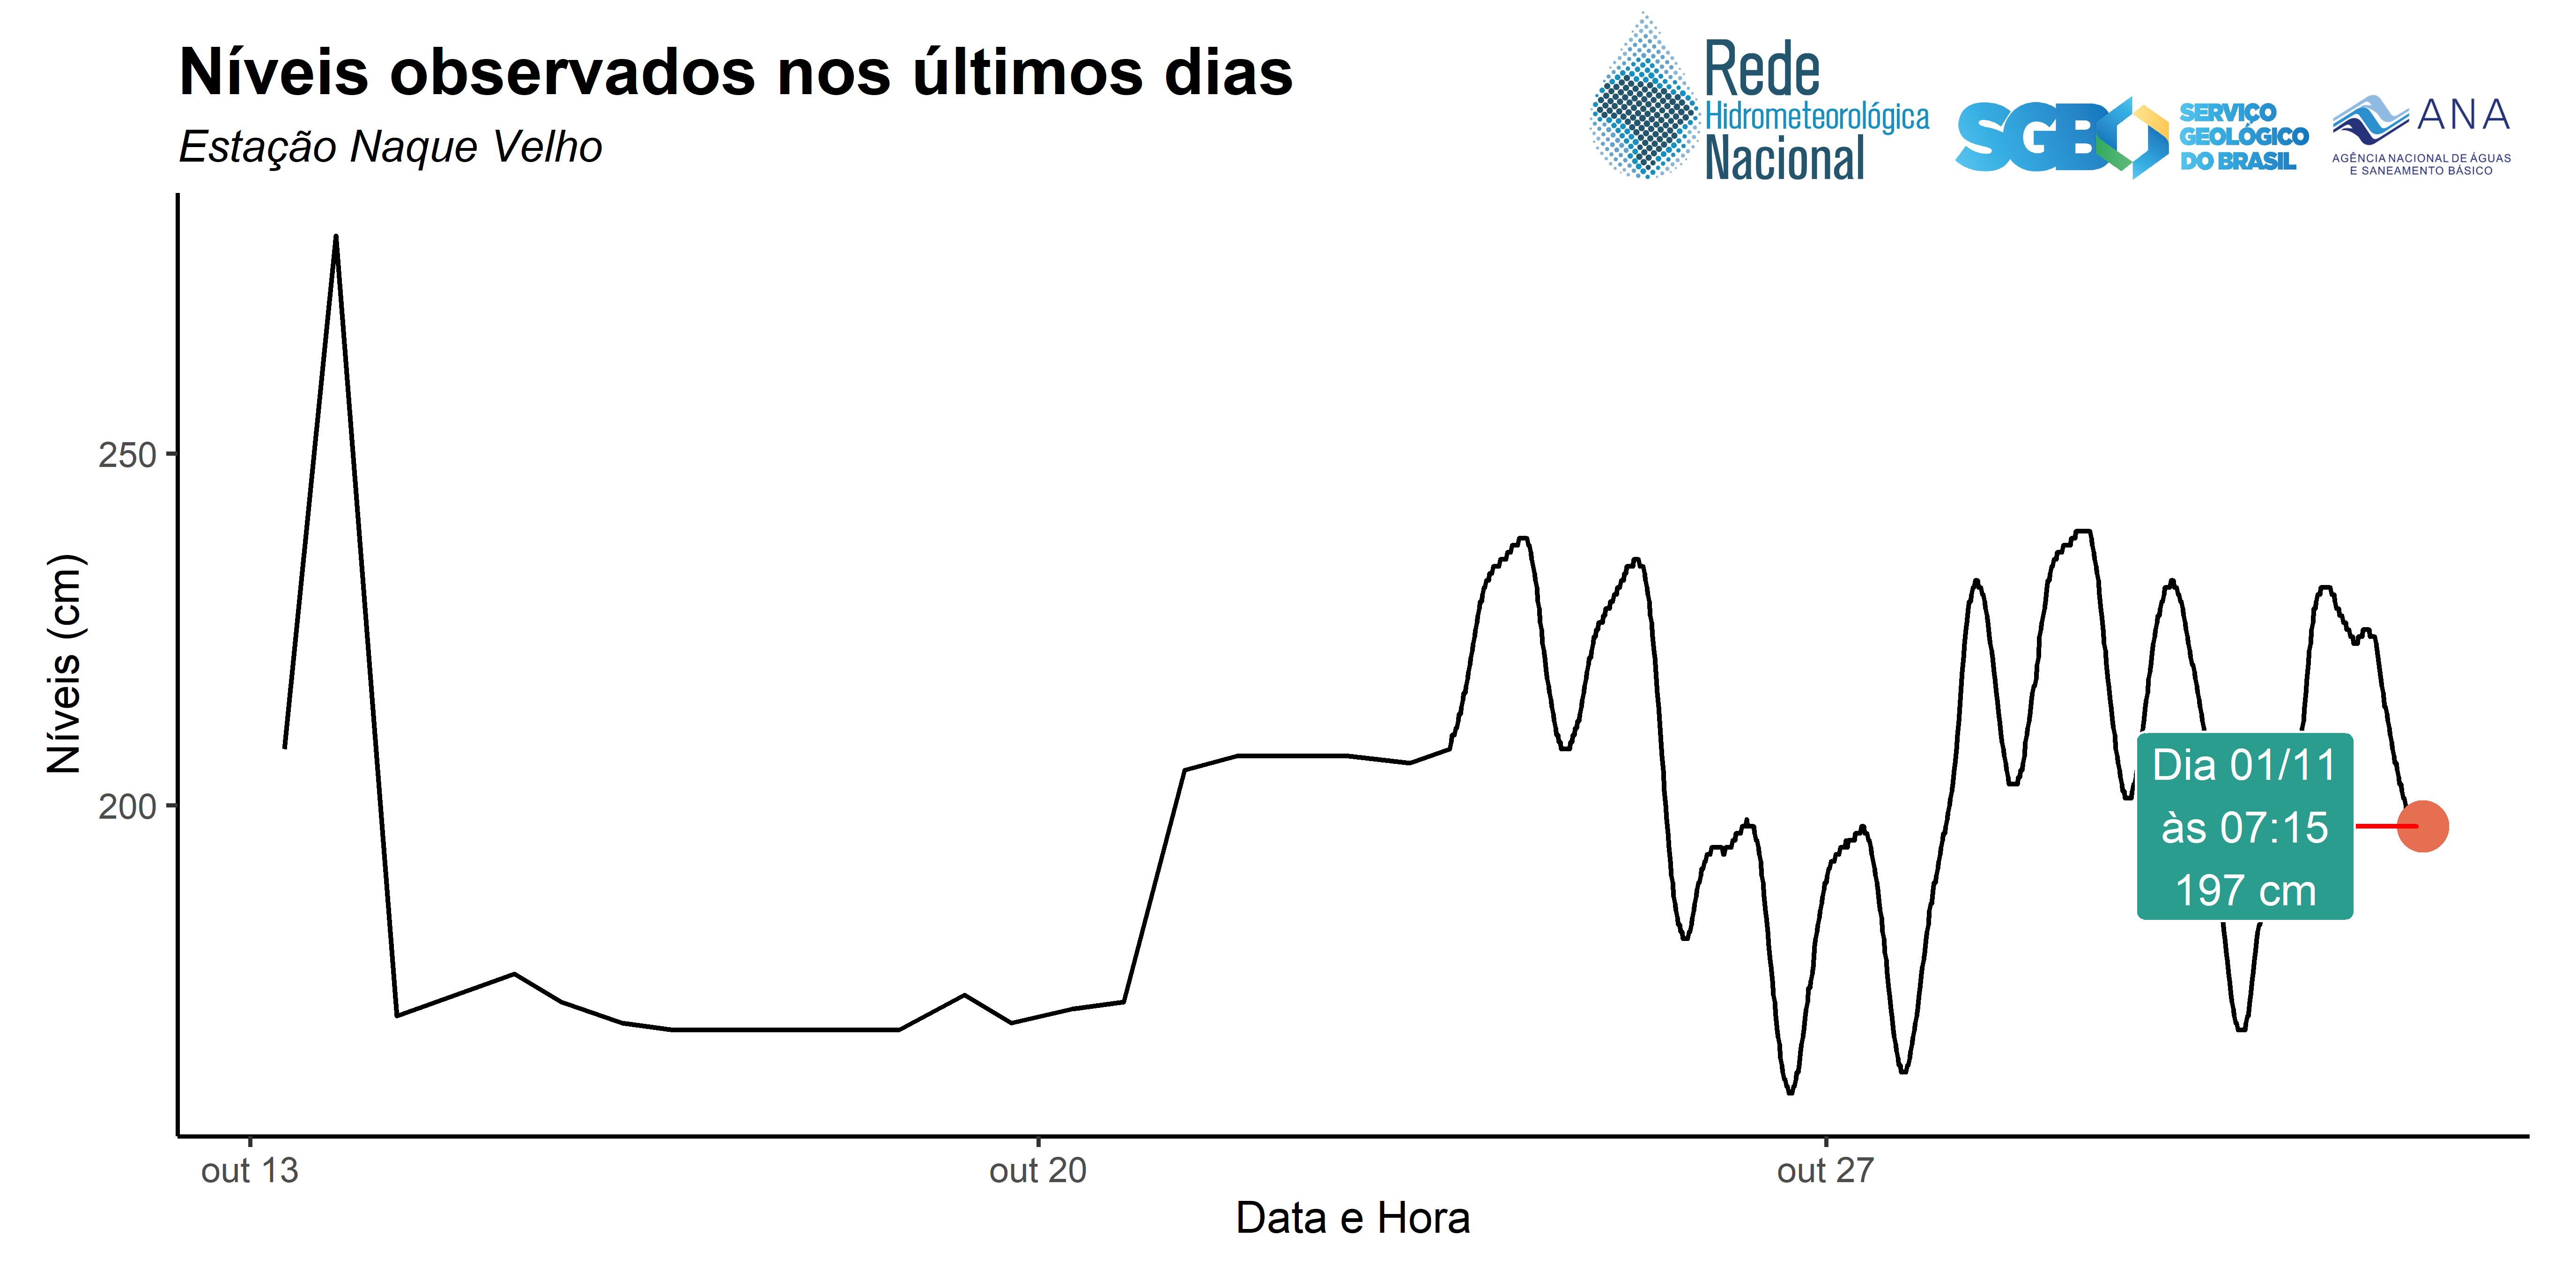 Níveis observados nos últimos dias
Estação Naque Velho
Rede
Hidrometeorológica
Nacional
SGB
SERVIÇO
GEOLÓGICO
DO BRASIL
ANA
AGÊNCIA NACIONAL DE ÁGUAS
E SANEAMENTO BÁSICO
Níveis (cm)
250
200
Dia 01/11
às 07:15
197 cm
out 13
out 20
out 27
Data e Hora